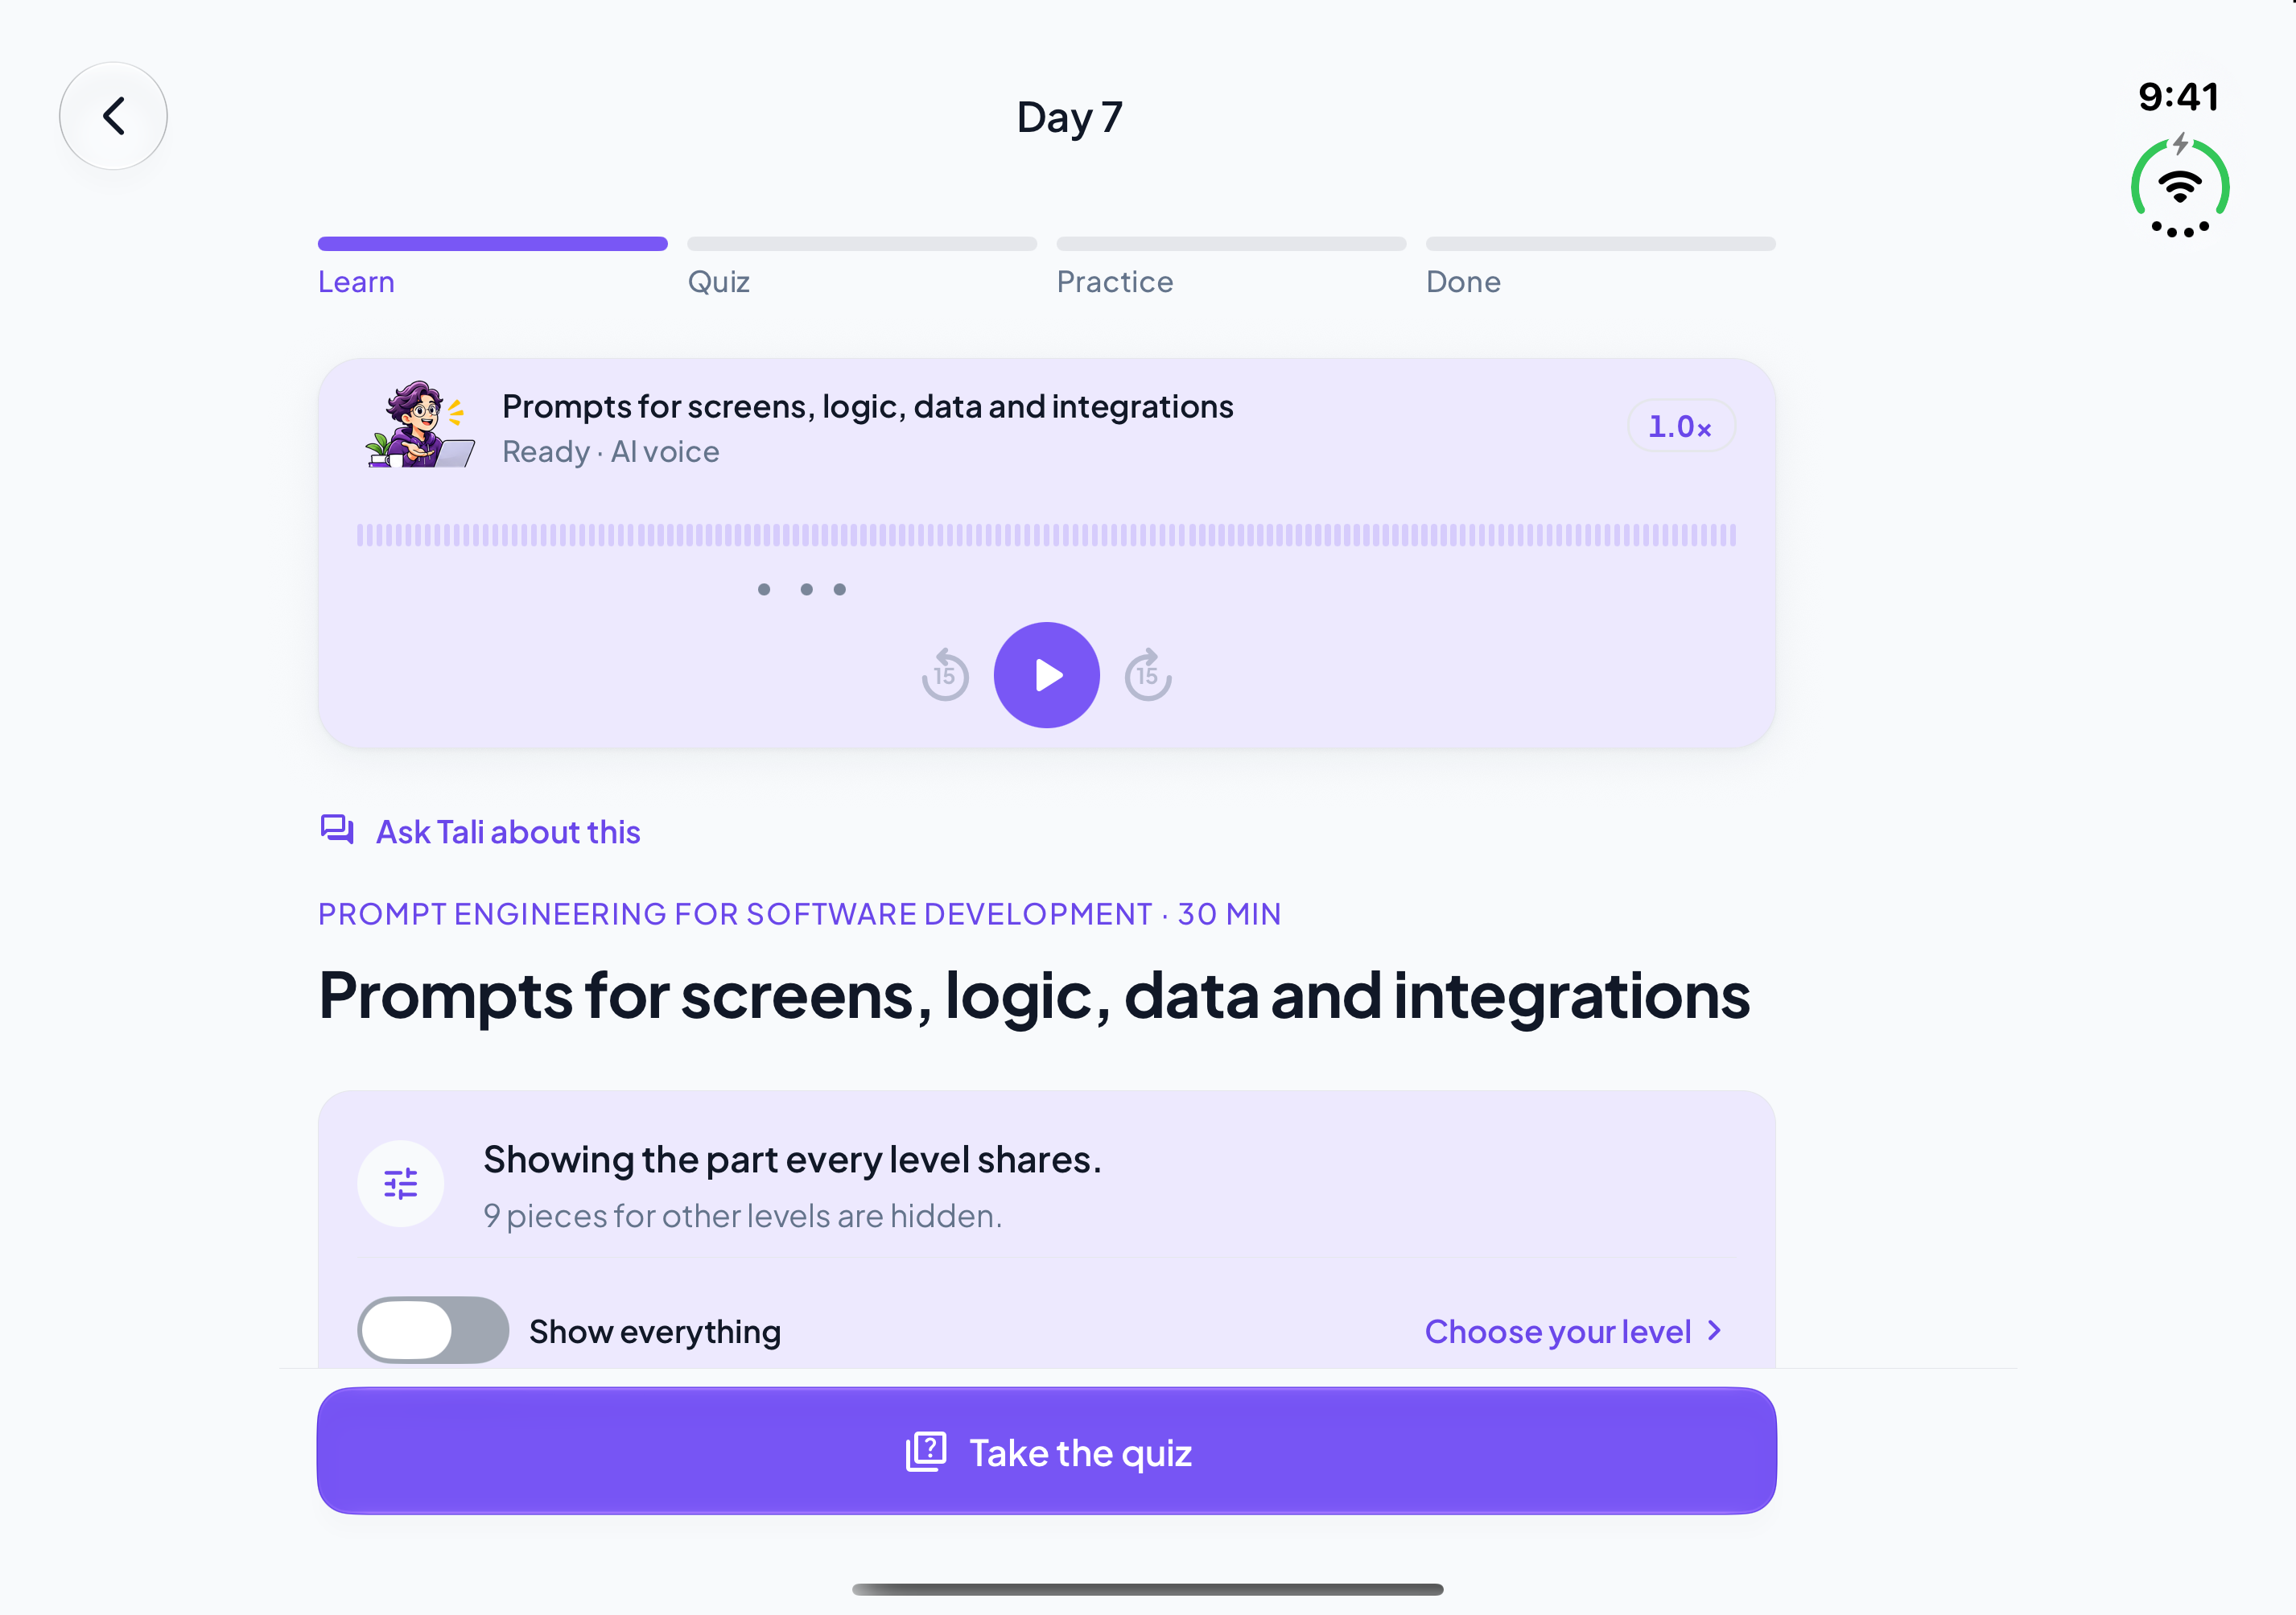 Day 7
9:41
Learn
Quiz
Practice
Done
Prompts for screens, logic, data and integrations
Ready · AI voice
1.0×
15
15
Ask Tali about this
PROMPT ENGINEERING FOR SOFTWARE DEVELOPMENT · 30 MIN
Prompts for screens, logic, data and integrations
Showing the part every level shares.
9 pieces for other levels are hidden.
Show everything
Choose your level
Take the quiz